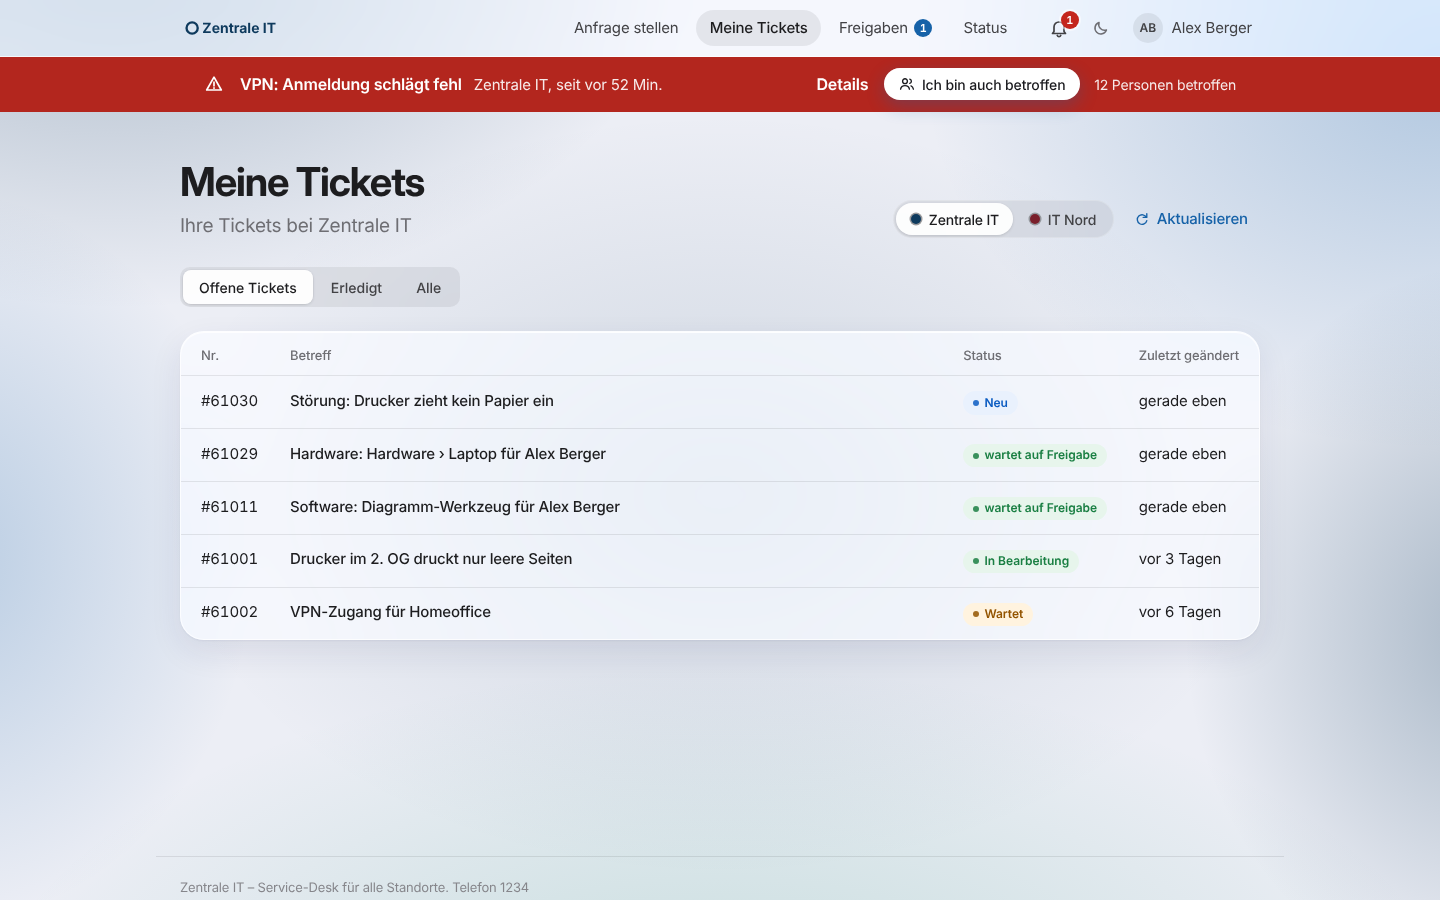 Zentrale IT Anfrage stellen Meine Tickets Freigaben 1 Status 1 AB Alex Berger
VPN: Anmeldung schlägt fehl Zentrale IT, seit vor 52 Min. Details Ich bin auch betroffen 12 Personen betroffen
Meine Tickets
Ihre Tickets bei Zentrale IT
Zentrale IT IT Nord Aktualisieren
Offene Tickets Erledigt Alle
Nr. Betreff Status Zuletzt geändert
#61030 Störung: Drucker zieht kein Papier ein Neu gerade eben
#61029 Hardware: Hardware › Laptop für Alex Berger wartet auf Freigabe gerade eben
#61011 Software: Diagramm-Werkzeug für Alex Berger wartet auf Freigabe gerade eben
#61001 Drucker im 2. OG druckt nur leere Seiten In Bearbeitung vor 3 Tagen
#61002 VPN-Zugang für Homeoffice Wartet vor 6 Tagen
Zentrale IT – Service-Desk für alle Standorte. Telefon 1234